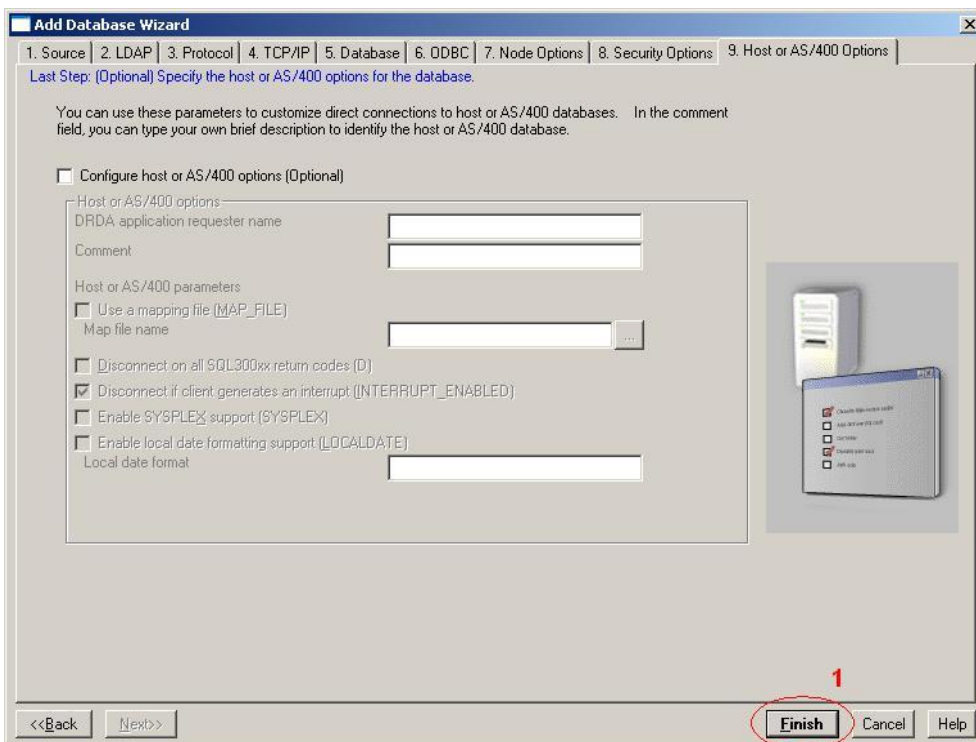 Add Database Wizard
1. Source 2. LDAP 3. Protocol 4. TCP/IP 5. Database 6. ODBC 7. Node Options 8. Security Options 9. Host or AS/400 Options
Last Step: (Optional) Specify the host or AS/400 options for the database.
You can use these parameters to customize direct connections to host or AS/400 databases. In the comment
field, you can type your own brief description to identify the host or AS/400 database.
Configure host or AS/400 options (Optional)
Host or AS/400 options
DRDA application requester name
Comment
Host or AS/400 parameters
Use a mapping file (MAP_FILE)
Map file name
...
Disconnect on all SQL300xx return codes (D)
Disconnect if client generates an interrupt (INTERRUPT_ENABLED)
Enable SYSPLEX support (SYSPLEX)
Enable local date formatting support (LOCALDATE)
Local date format
1
<<Back Next>> Finish Cancel Help